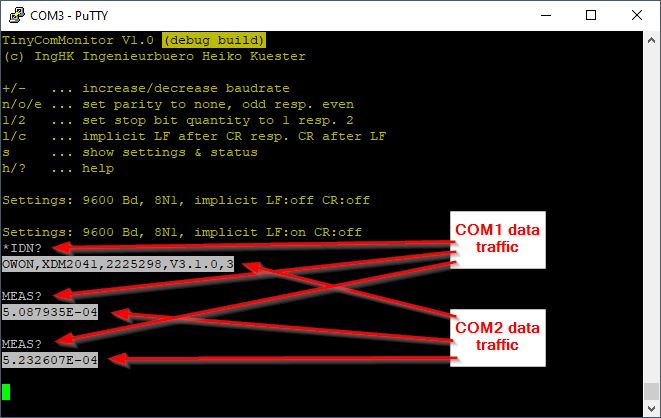 COM3 - PuTTY
TinyComMonitor V1.0 (debug build)
(c) IngHK Ingenieurbuero Heiko Kuester
+/- ... increase/decrease baudrate
n/o/e ... set parity to none, odd resp. even
1/2 ... set stop bit quantity to 1 resp. 2
l/c ... implicit LF after CR resp. CR after LF
s ... show settings & status
h/? ... help
Settings: 9600 Bd, 8N1, implicit LF:off CR:off
Settings: 9600 Bd, 8N1, implicit LF:on CR:off
*IDN?
OWON,XDM2041,2225298,V3.1.0,3
MEAS?
5.087935E-04
MEAS?
5.232607E-04
COM1 data
traffic
COM2 data
traffic